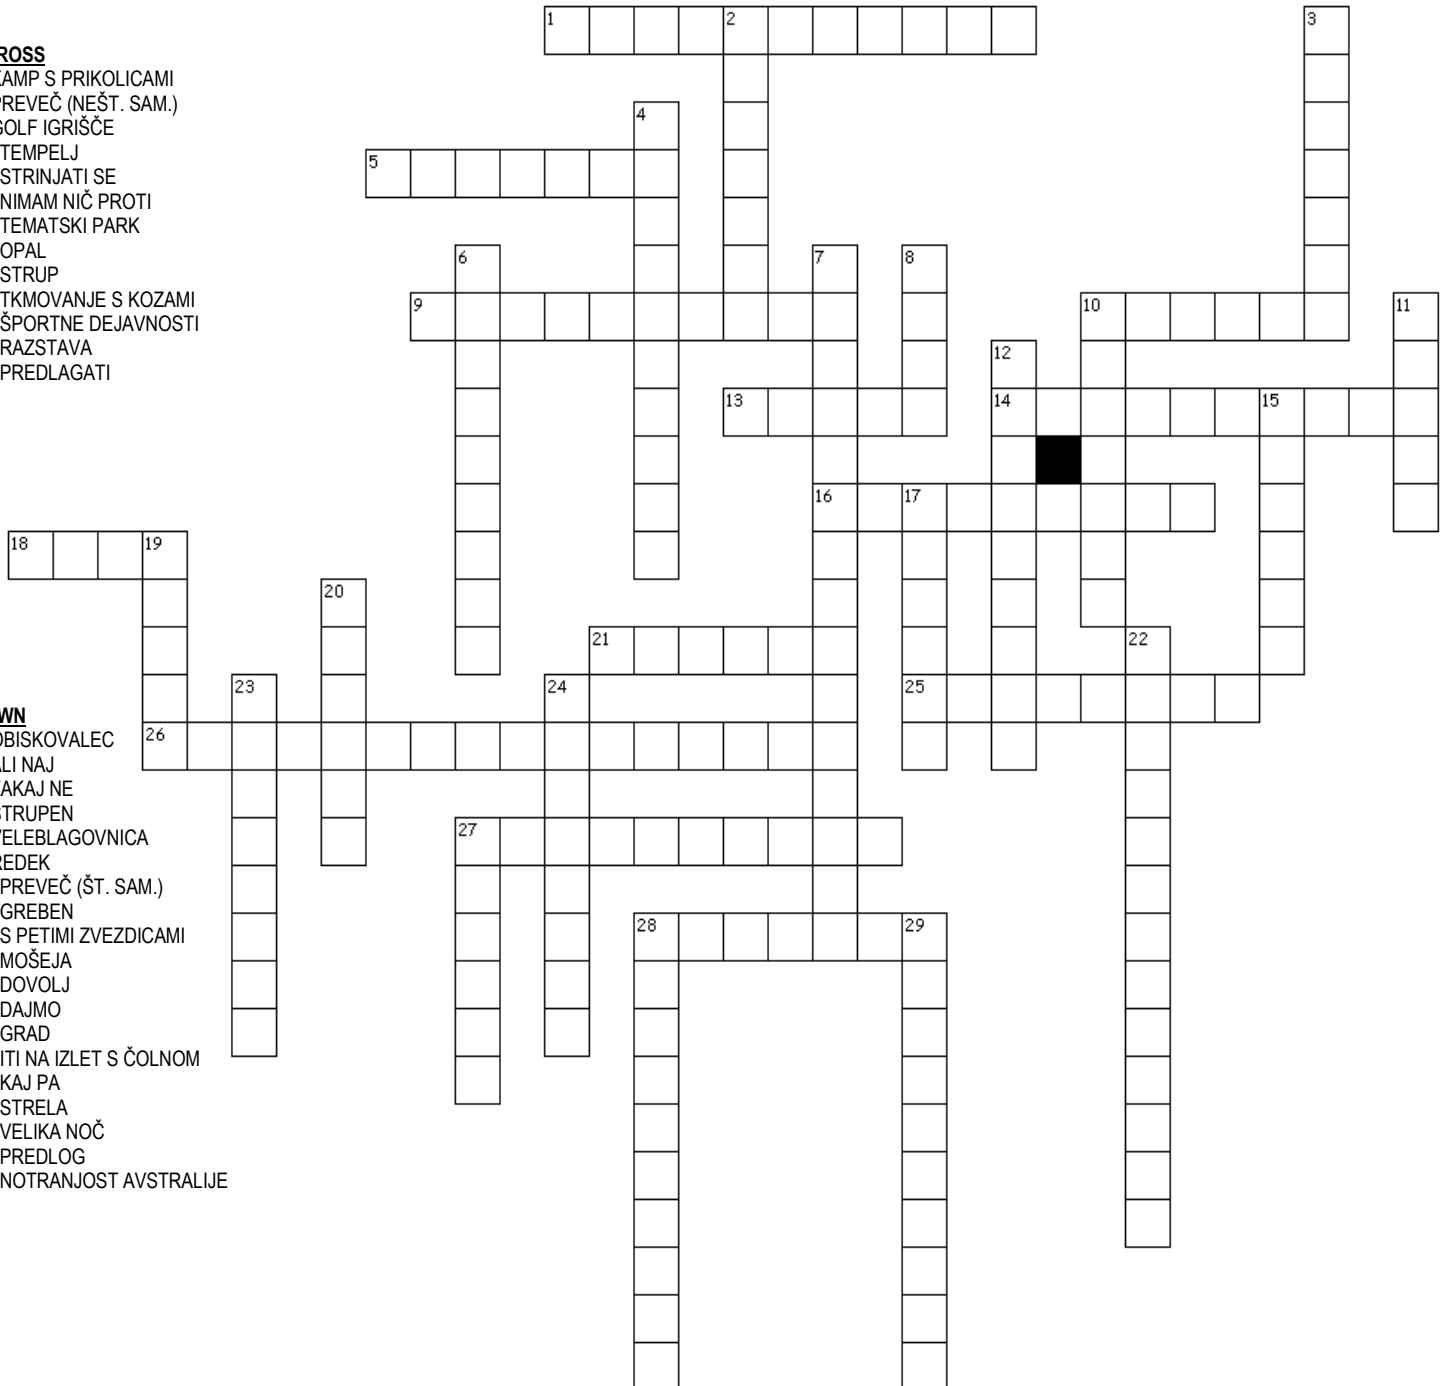 ROSS
KAMP S PRIKOLICAMI
PREVEČ (NEŠT. SAM.)
GOLF IGRIŠČE
TEMPELJ
STRINJATI SE
NIMAM NIČ PROTI
TEMATSKI PARK
OPAL
STRUP
TKMOVANJE S KOZAMI
ŠPORTNE DEJAVNOSTI
RAZSTAVA
PREDLAGATI
WN
OBISKOVALEC
ALI NAJ
ZAKAJ NE
STRUPEN
VELEBLAGOVNICA
REDEK
PREVEČ (ŠT. SAM.)
GREBEN
S PETIMI ZVEZDICAMI
MOŠEJA
DOVOLJ
DAJMO
GRAD
ITI NA IZLET S ČOLNOM
KAJ PA
STRELA
VELIKA NOČ
PREDLOG
NOTRANJOST AVSTRALIJE
1 2 3
4
5
6 7 8
9 10 11
12
13 14 15
16 17
18 19
20
21 22
23 24 25
26
27
28 29